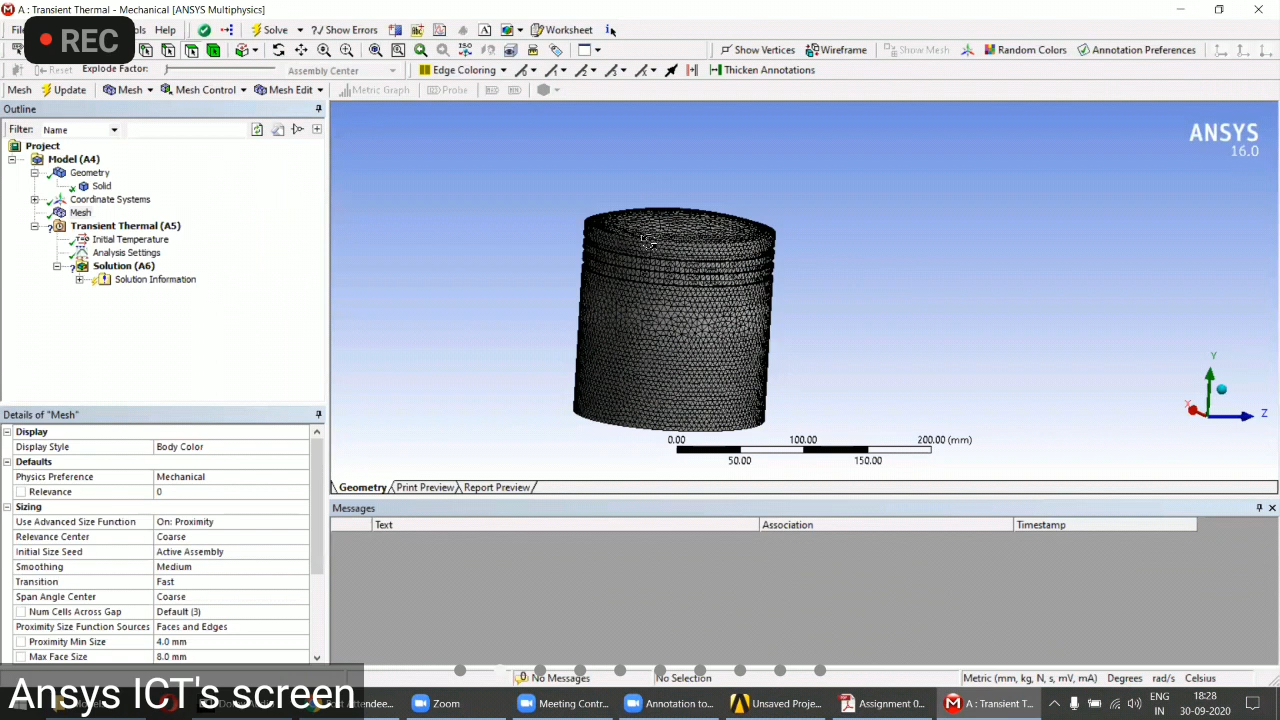 A : Transient Thermal - Mechanical [ANSYS Multiphysics]
REC
Help Solve ?/ Show Errors Worksheet
Show Vertices Wireframe Show Mesh Random Colors Annotation Preferences
Reset Explode Factor: Assembly Center Edge Coloring Thicken Annotations
Mesh Update Mesh Mesh Control Mesh Edit Metric Graph Probe
Outline
Filter: Name
Project
Model (A4)
Geometry
Solid
Coordinate Systems
Mesh
Transient Thermal (A5)
Initial Temperature
Analysis Settings
Solution (A6)
Solution Information
ANSYS
16.0
Y
X
Z
0.00 100.00 200.00 (mm)
50.00 150.00
Geometry Print Preview Report Preview
Details of "Mesh"
Display
Display Style Body Color
Defaults
Physics Preference Mechanical
Relevance 0
Sizing
Use Advanced Size Function On: Proximity
Relevance Center Coarse
Initial Size Seed Active Assembly
Smoothing Medium
Transition Fast
Span Angle Center Coarse
Num Cells Across Gap Default (3)
Proximity Size Function Sources Faces and Edges
Proximity Min Size 4.0 mm
Max Face Size 8.0 mm
Messages
Text Association Timestamp
0 No Messages No Selection Metric (mm, kg, N, s, mV, mA) Degrees rad/s Celsius
Ansys ICT's screen
Zoom Meeting Contr... Annotation to... Unsaved Proje... Assignment 0... A : Transient T...
ENG
IN
18:28
30-09-2020